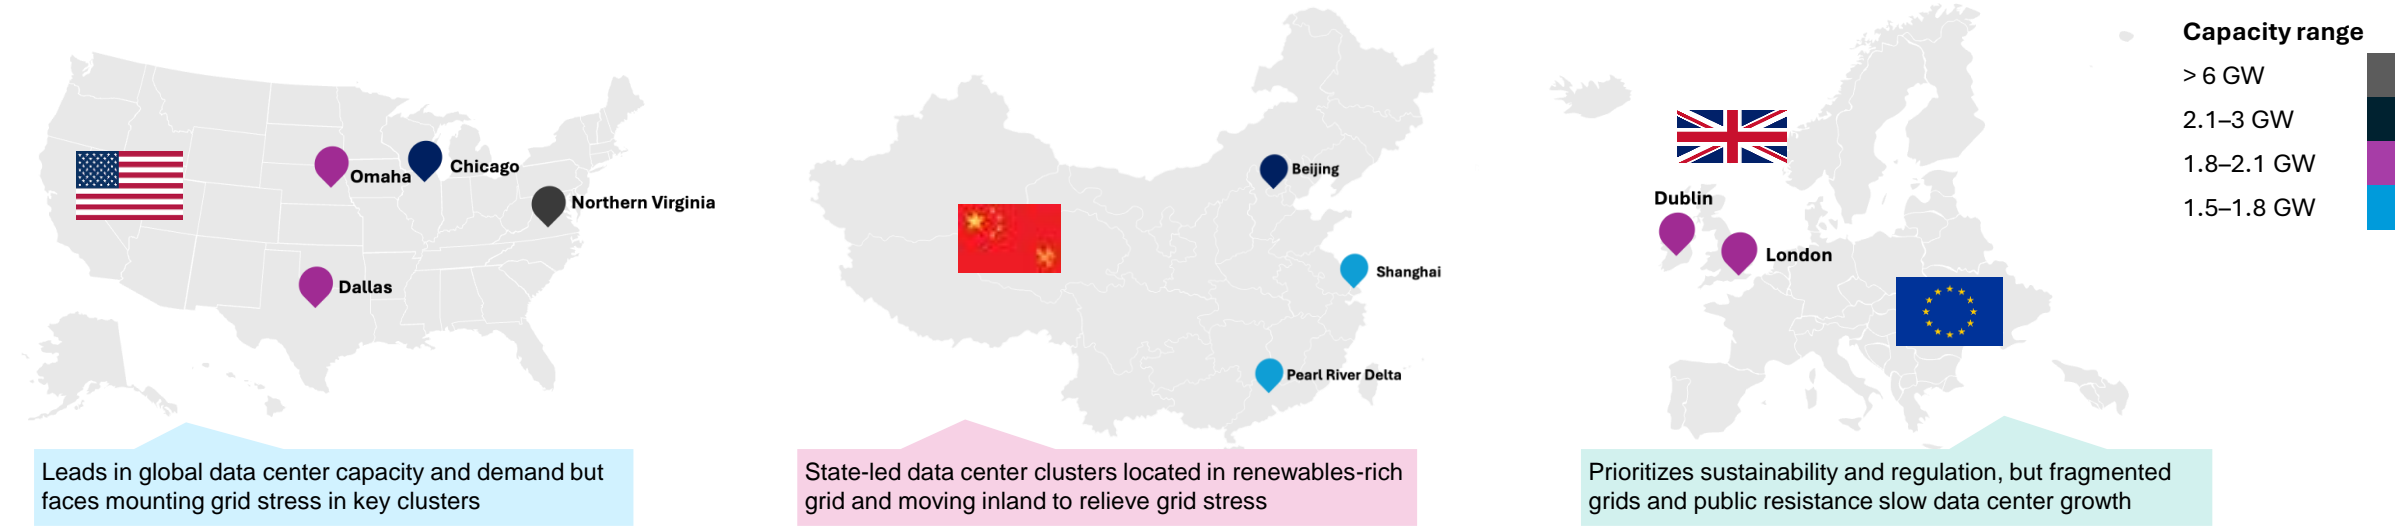 Omaha
Chicago
Northern Virginia
Dallas
Leads in global data center capacity and demand but
faces mounting grid stress in key clusters
Beijing
Shanghai
Pearl River Delta
State-led data center clusters located in renewables-rich
grid and moving inland to relieve grid stress
Dublin
London
Prioritizes sustainability and regulation, but fragmented
grids and public resistance slow data center growth
Capacity range
> 6 GW
2.1–3 GW
1.8–2.1 GW
1.5–1.8 GW